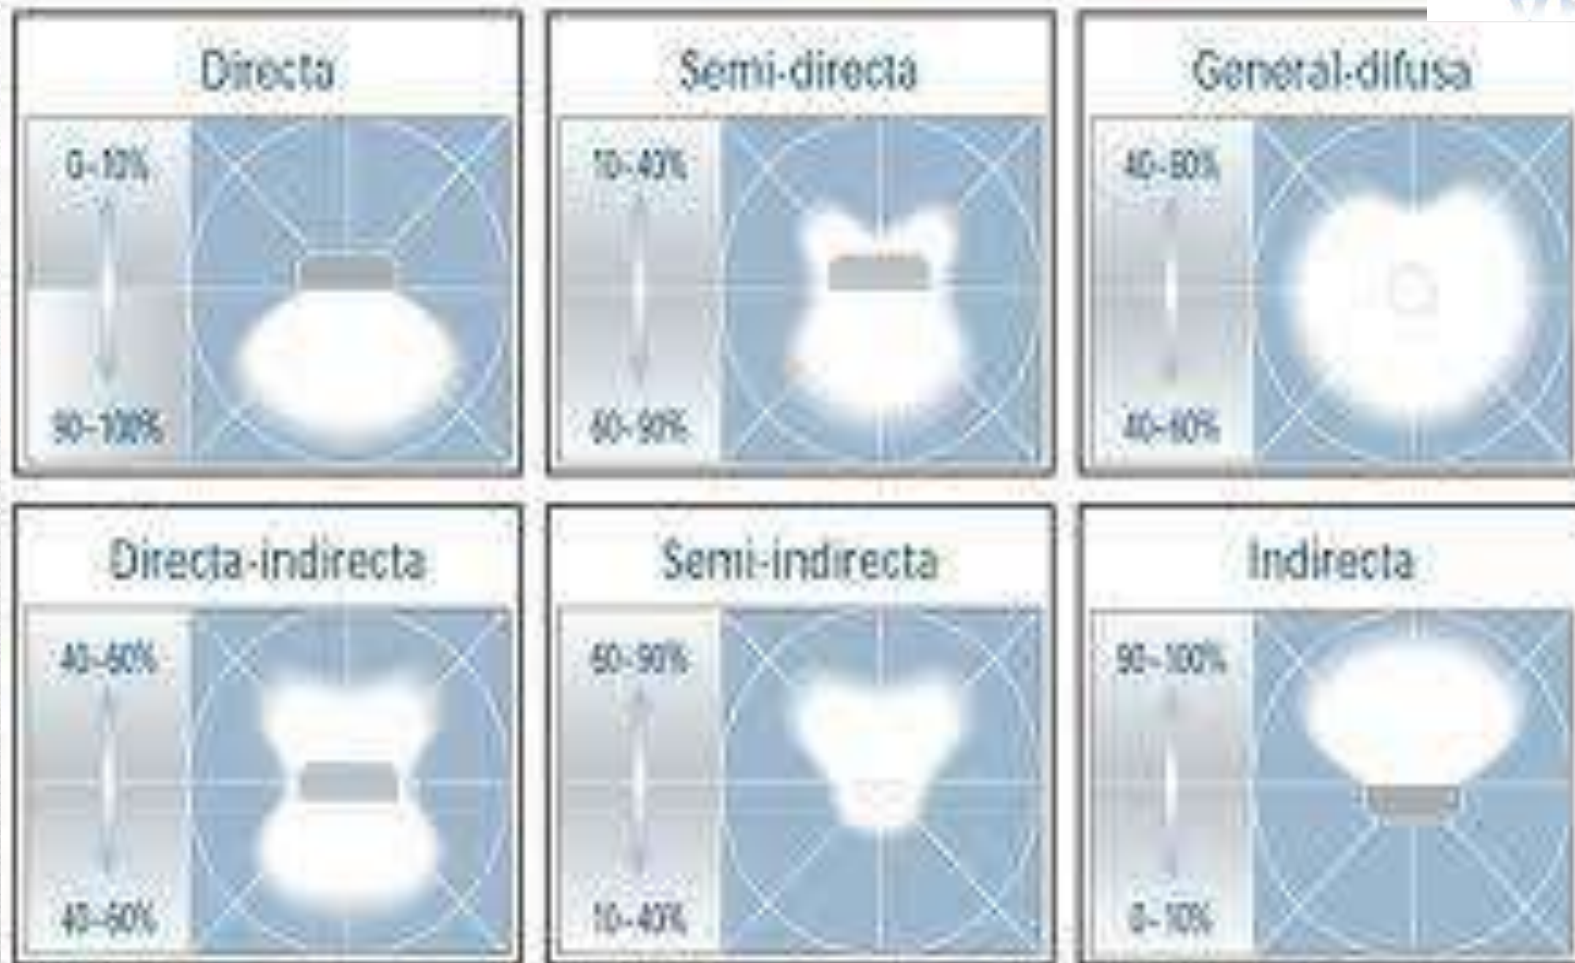 Directa
0-10%
90-100%
Semi-directa
10-40%
60-90%
General-difusa
40-60%
40-60%
Directa-indirecta
40-60%
40-60%
Semi-indirecta
60-90%
10-40%
Indirecta
90-100%
0-10%